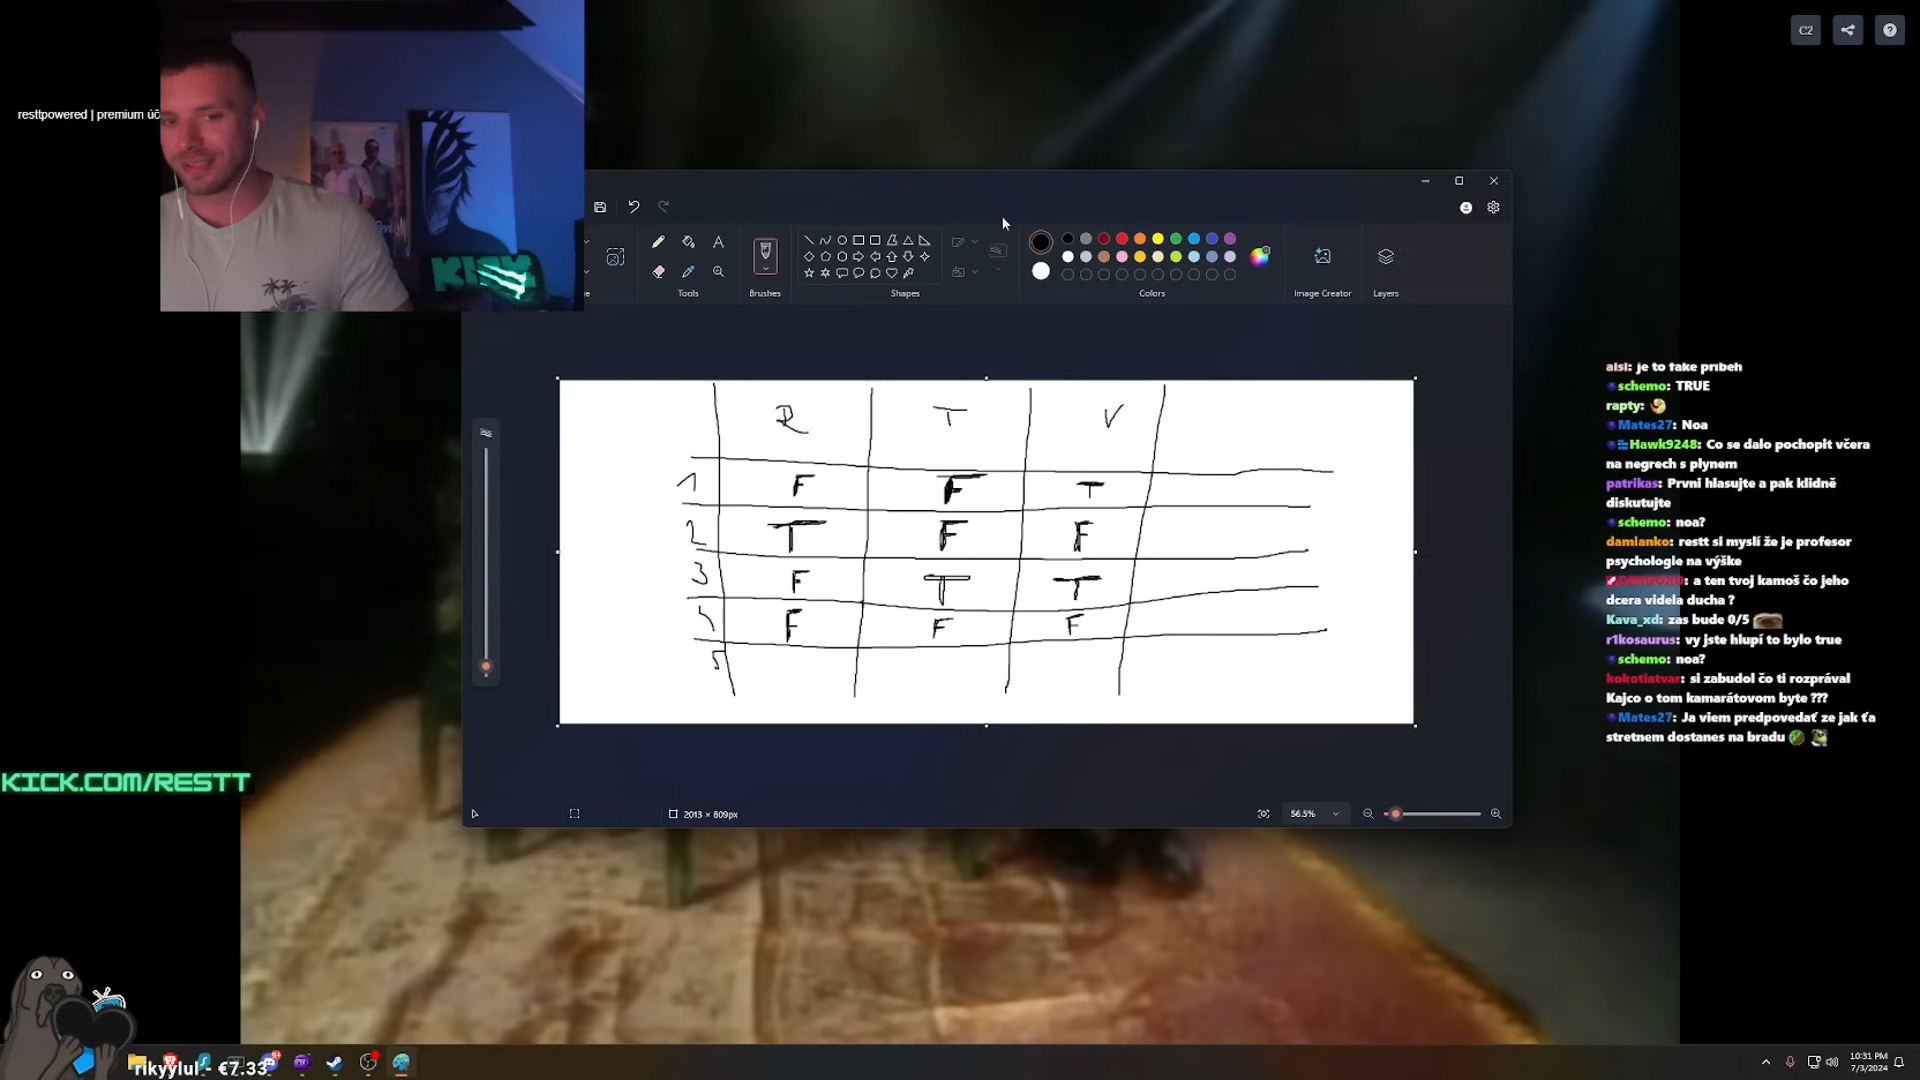 C2
resttpowered | premium úč
Tools
Brushes
Shapes
Colors
Image Creator
Layers
R T V
1 F F T
2 T F F
3 F T T
4 F F F
5
alsi: je to fake pribeh
schemo: TRUE
rapty:
Mates27: Noa
Hawk9248: Co se dalo pochopit včera
na negrech s plynem
patrikas: Prvni hlasujte a pak klidně
diskutujte
schemo: noa?
damianko: restt si myslí že je profesor
psychologie na výške
: a ten tvoj kamoš čo jeho
dcera videla ducha ?
Kava_xd: zas bude 0/5
r1kosaurus: vy jste hlupí to bylo true
schemo: noa?
kokotlatvar: si zabudol čo ti rozprával
Kajco o tom kamarátovom byte ???
Mates27: Ja viem predpovedať ze jak ťa
stretnem dostanes na bradu
KICK
KICK.COM/RESTT
2013 × 809px
56.5%
rikyylul - €7.33
10:31 PM
7/3/2024